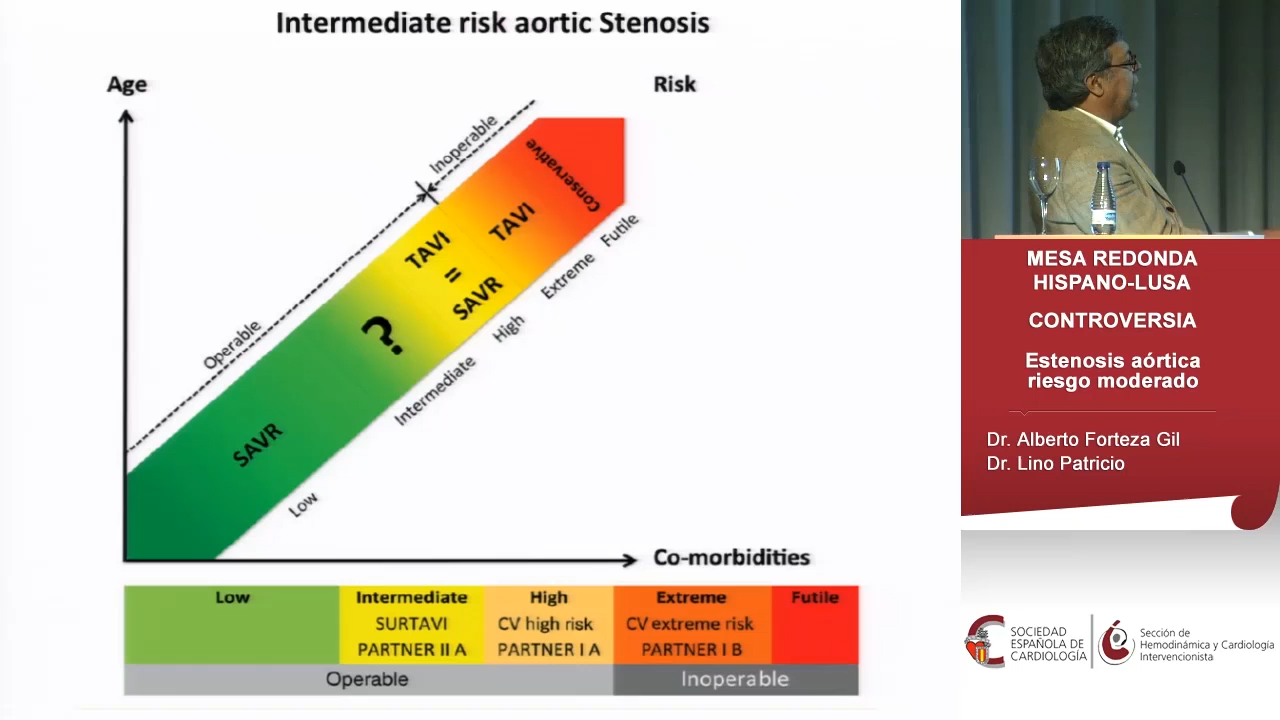 Intermediate risk aortic Stenosis
Age
Risk
Inoperable
Conservative
TAVI
Futile
TAVI
=
SAVR
Extreme
Operable
?
High
Intermediate
SAVR
Low
Co-morbidities
Low
Intermediate
High
Extreme
Futile
SURTAVI
CV high risk
CV extreme risk
PARTNER II A
PARTNER I A
PARTNER I B
Operable
Inoperable
MESA REDONDA
HISPANO-LUSA
CONTROVERSIA
Estenosis aórtica
riesgo moderado
Dr. Alberto Forteza Gil
Dr. Lino Patricio
SOCIEDAD
ESPAÑOLA DE
CARDIOLOGÍA
Sección de
Hemodinámica y Cardiología
Intervencionista